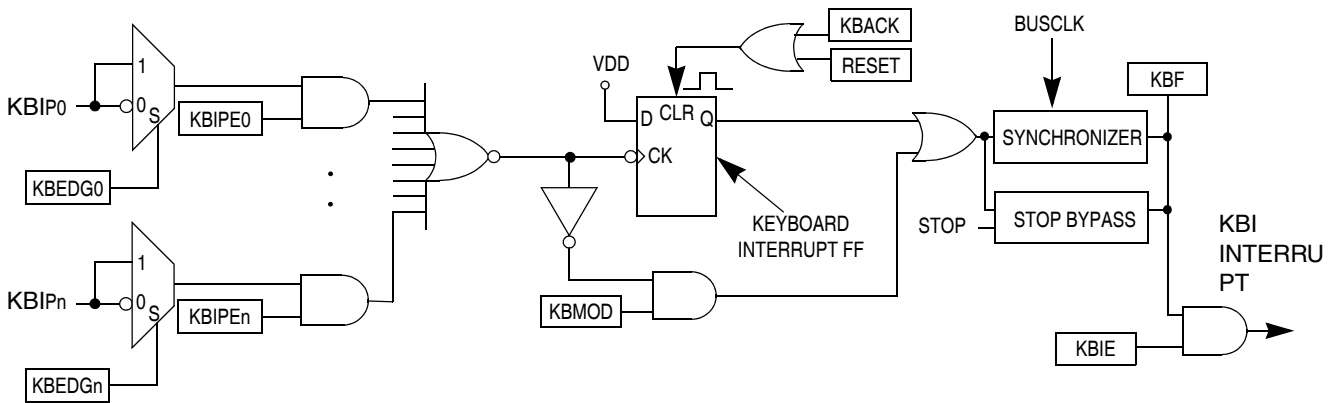 KBACK
RESET
BUSCLK
VDD
KBF
1
KBIP0
0
S
KBIPE0
KBEDG0
D CLR Q
CK
SYNCHRONIZER
KEYBOARD
INTERRUPT FF
STOP BYPASS
STOP
KBI
INTERRU
PT
1
KBIPn
0
S
KBIPEn
KBEDGn
KBMOD
KBIE